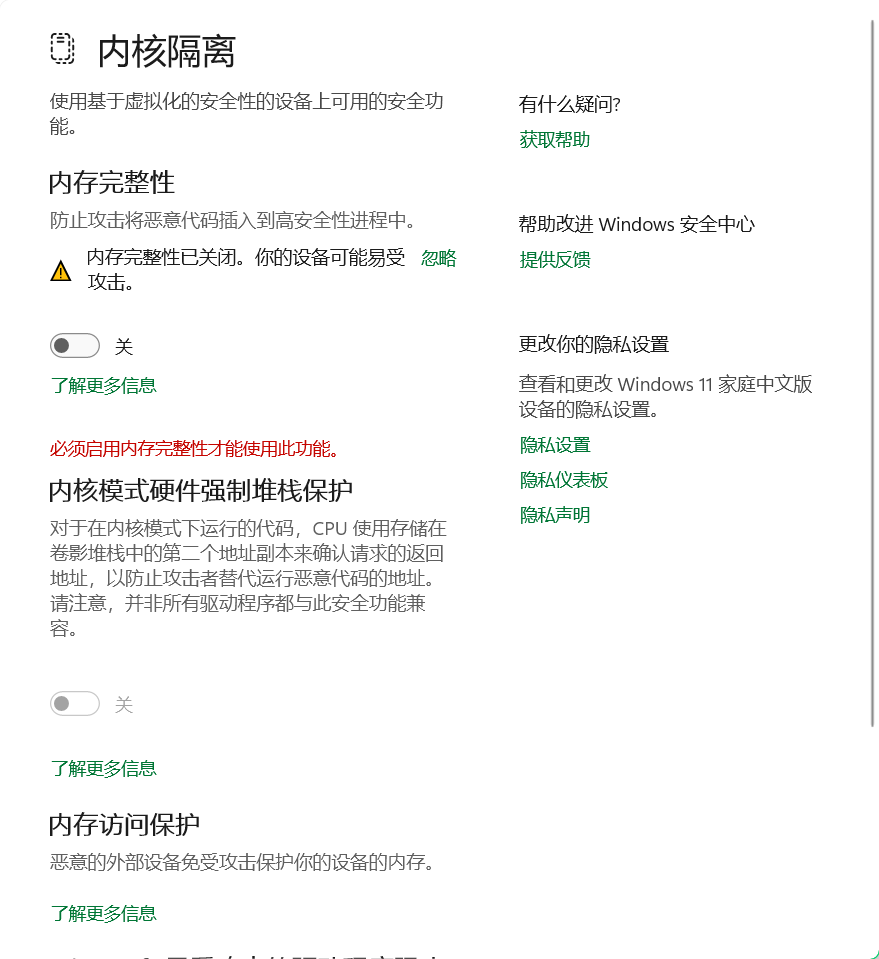 内核隔离
使用基于虚拟化的安全性的设备上可用的安全功
能。
内存完整性
防止攻击将恶意代码插入到高安全性进程中。
内存完整性已关闭。你的设备可能易受 忽略
攻击。
关
了解更多信息
必须启用内存完整性才能使用此功能。
内核模式硬件强制堆栈保护
对于在内核模式下运行的代码，CPU 使用存储在
卷影堆栈中的第二个地址副本来确认请求的返回
地址，以防止攻击者替代运行恶意代码的地址。
请注意，并非所有驱动程序都与此安全功能兼
容。
关
了解更多信息
内存访问保护
恶意的外部设备免受攻击保护你的设备的内存。
了解更多信息
有什么疑问?
获取帮助
帮助改进 Windows 安全中心
提供反馈
更改你的隐私设置
查看和更改 Windows 11 家庭中文版
设备的隐私设置。
隐私设置
隐私仪表板
隐私声明